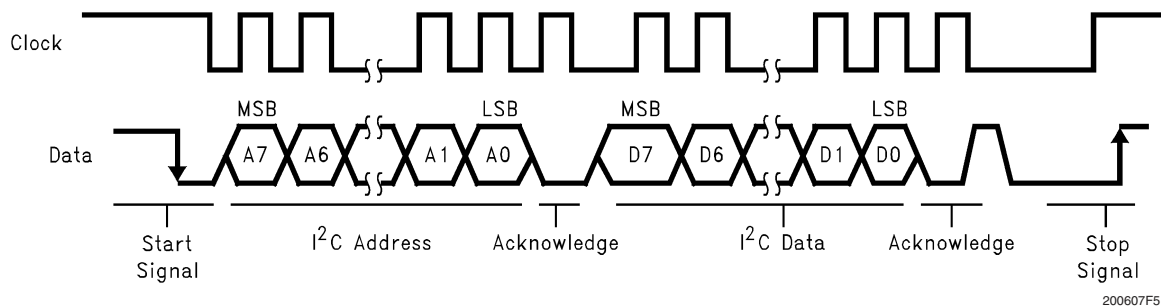 Clock
MSB LSB MSB LSB
Data A7 A6 A1 A0 D7 D6 D1 D0
Start Signal
I²C Address
Acknowledge
I²C Data
Acknowledge
Stop Signal
200607F5